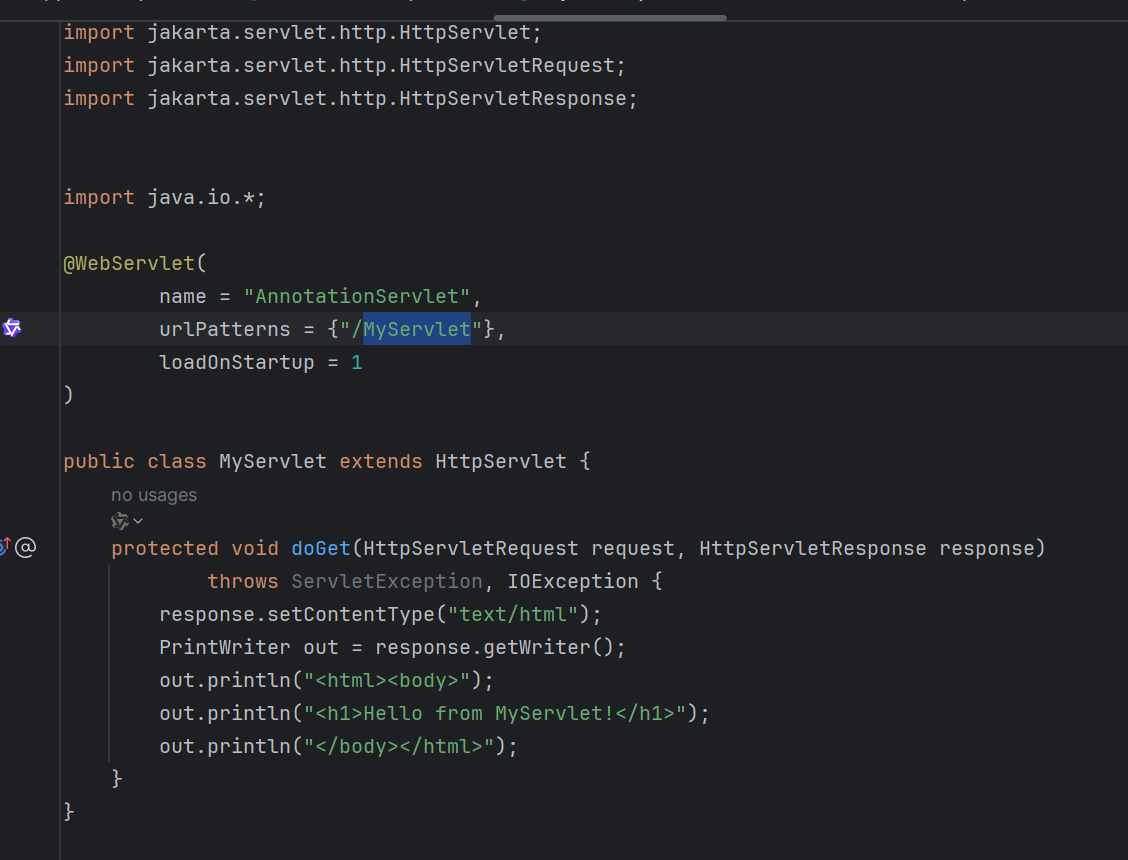 import jakarta.servlet.http.HttpServlet;
import jakarta.servlet.http.HttpServletRequest;
import jakarta.servlet.http.HttpServletResponse;
import java.io.*;
@WebServlet(
name = "AnnotationServlet",
urlPatterns = {"/MyServlet"},
loadOnStartup = 1
)
public class MyServlet extends HttpServlet {
no usages
protected void doGet(HttpServletRequest request, HttpServletResponse response)
throws ServletException, IOException {
response.setContentType("text/html");
PrintWriter out = response.getWriter();
out.println("<html><body>");
out.println("<h1>Hello from MyServlet!</h1>");
out.println("</body></html>");
}
}